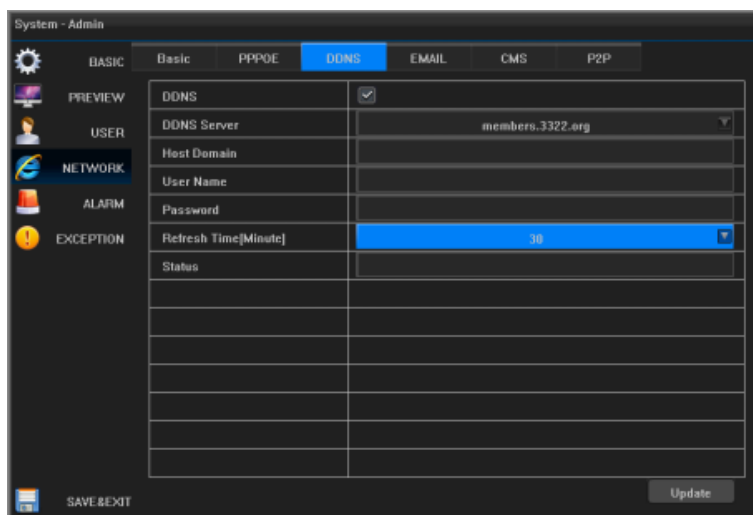 System - Admin
BASIC
PREVIEW
USER
NETWORK
ALARM
EXCEPTION
SAVE&EXIT
Basic PPPOE DDNS EMAIL CMS P2P
DDNS
DDNS Server members.3322.org
Host Domain
User Name
Password
Refresh Time[Minute] 30
Status
Update